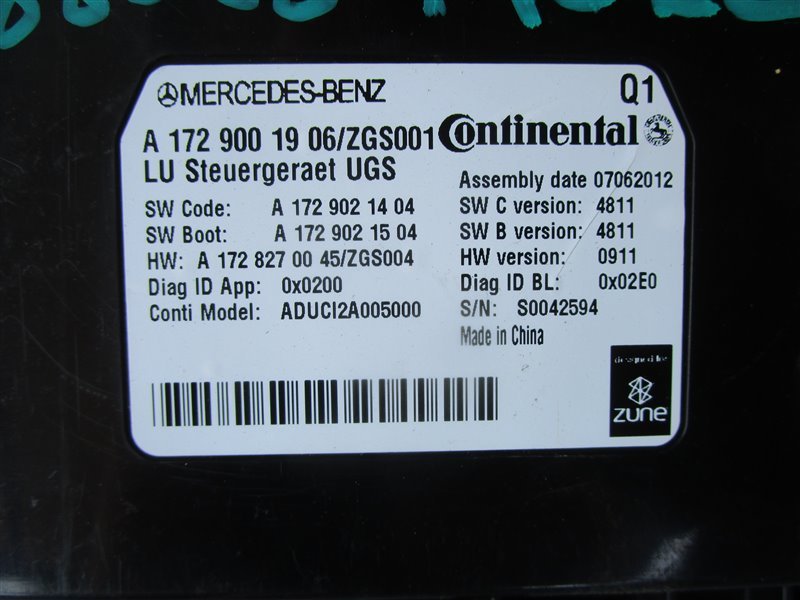 MERCEDES-BENZ Q1
A 172 900 19 06/ZGS001 Continental
LU Steuergeraet UGS
Assembly date 07062012
SW Code: A 172 902 14 04 SW C version: 4811
SW Boot: A 172 902 15 04 SW B version: 4811
HW: A 172 827 00 45/ZGS004 HW version: 0911
Diag ID App: 0x0200 Diag ID BL: 0x02E0
Conti Model: ADUCI2A005000 S/N: S0042594
Made in China
designed for
zune